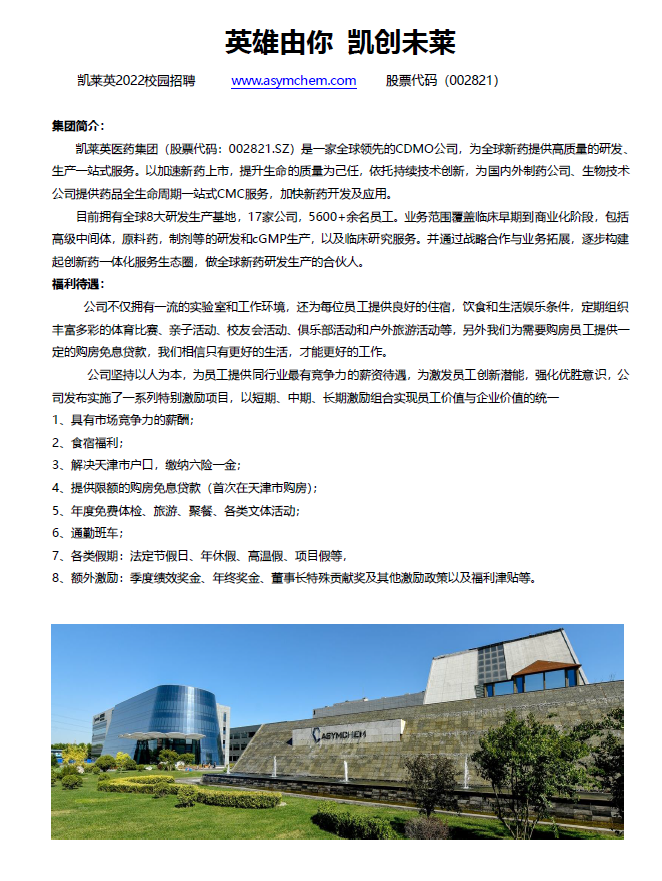 英雄由你 凯创未莱
凯莱英2022校园招聘 www.asymchem.com 股票代码（002821）
集团简介：
凯莱英医药集团（股票代码：002821.SZ）是一家全球领先的CDMO公司，为全球新药提供高质量的研发、
生产一站式服务。以加速新药上市，提升生命的质量为己任，依托持续技术创新，为国内外制药公司、生物技术
公司提供药品全生命周期一站式CMC服务，加快新药开发及应用。
目前拥有全球8大研发生产基地，17家公司，5600+余名员工。业务范围覆盖临床早期到商业化阶段，包括
高级中间体，原料药，制剂等的研发和cGMP生产，以及临床研究服务。并通过战略合作与业务拓展，逐步构建
起创新药一体化服务生态圈，做全球新药研发生产的合伙人。
福利待遇：
公司不仅拥有一流的实验室和工作环境，还为每位员工提供良好的住宿，饮食和生活娱乐条件，定期组织
丰富多彩的体育比赛、亲子活动、校友会活动、俱乐部活动和户外旅游活动等，另外我们为需要购房员工提供一
定的购房免息贷款，我们相信只有更好的生活，才能更好的工作。
公司坚持以人为本，为员工提供同行业最有竞争力的薪资待遇，为激发员工创新潜能，强化优胜意识，公
司发布实施了一系列特别激励项目，以短期、中期、长期激励组合实现员工价值与企业价值的统一
1、具有市场竞争力的薪酬；
2、食宿福利；
3、解决天津市户口，缴纳六险一金；
4、提供限额的购房免息贷款（首次在天津市购房）；
5、年度免费体检、旅游、聚餐、各类文体活动；
6、通勤班车；
7、各类假期：法定节假日、年休假、高温假、项目假等，
8、额外激励：季度绩效奖金、年终奖金、董事长特殊贡献奖及其他激励政策以及福利津贴等。
ASYMCHEM